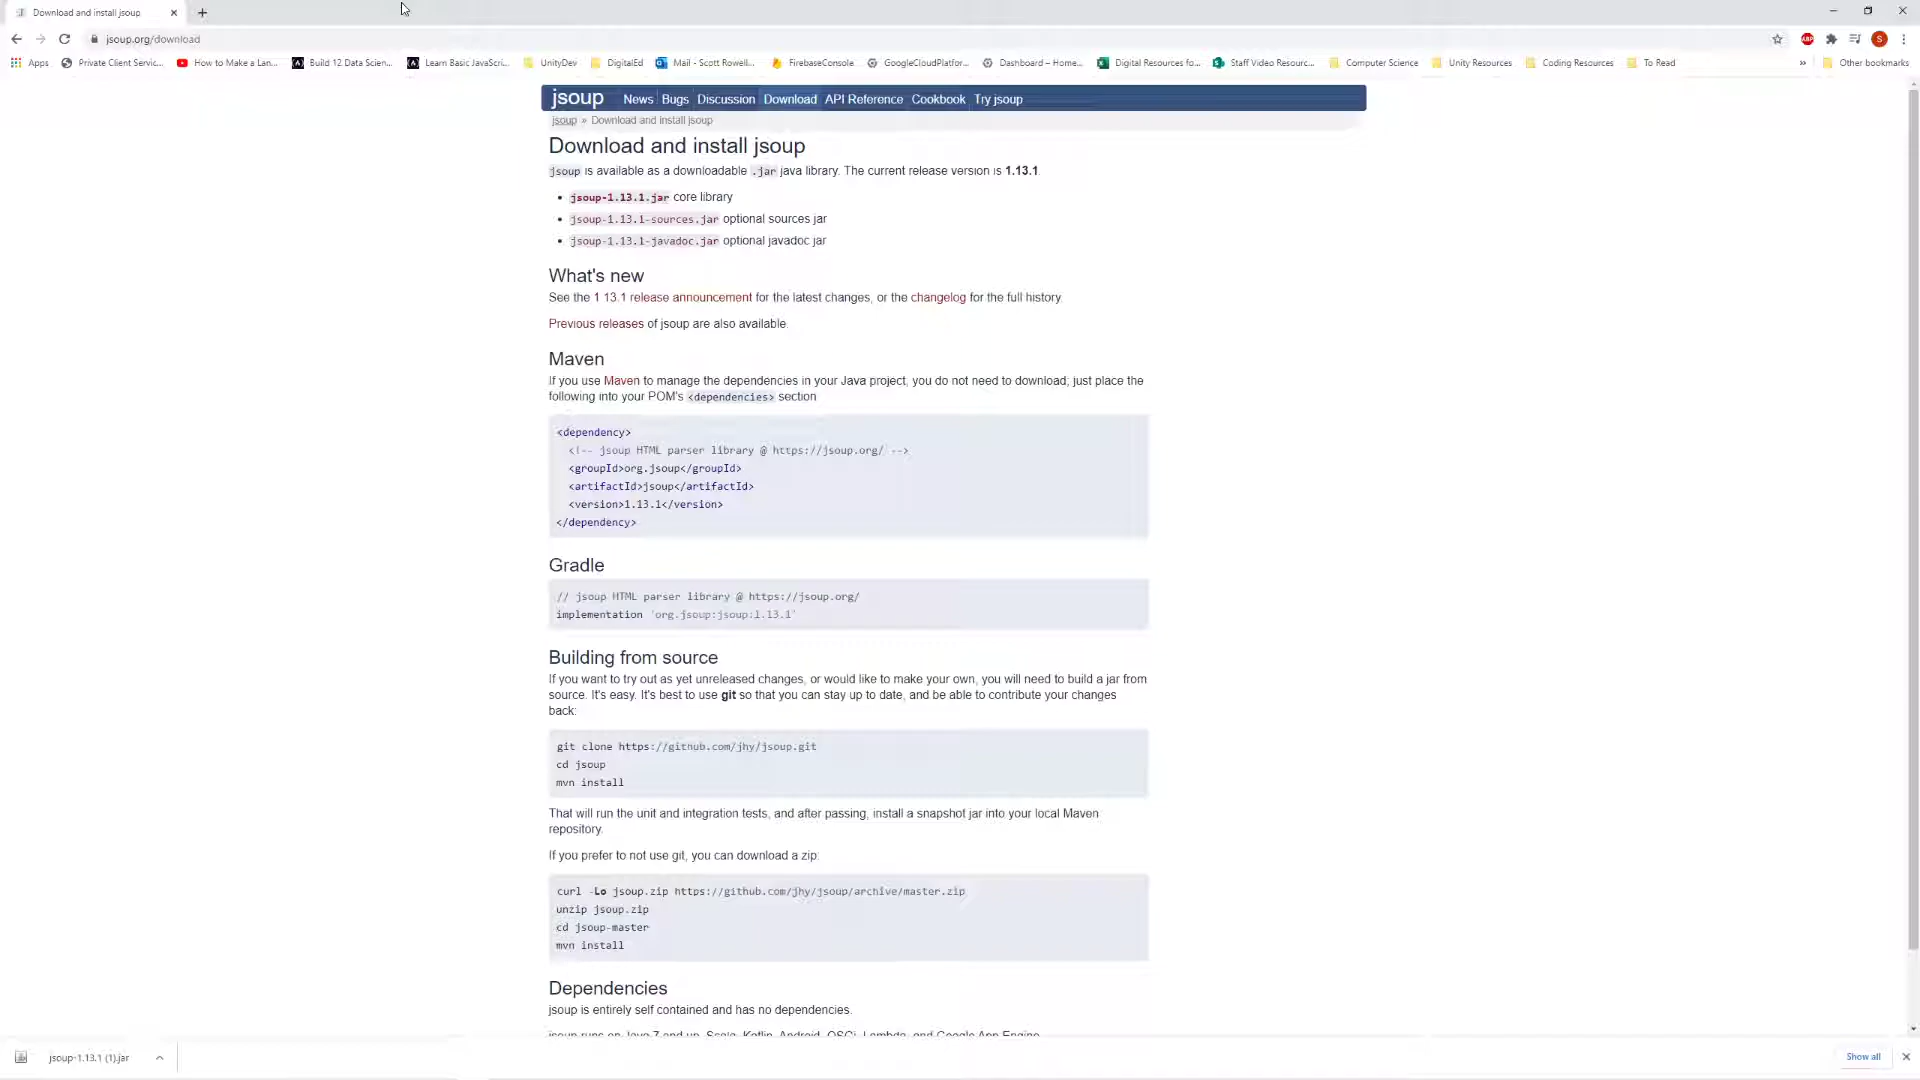 Download and install jsoup
jsoup.org/download
Apps Private Client Servic... How to Make a Lan... Build 12 Data Scien... Learn Basic JavaScri... UnityDev DigitalEd Mail - Scott Rowell... FirebaseConsole GoogleCloudPlatfor... Dashboard – Home... Digital Resources fo... Staff Video Resourc... Computer Science Unity Resources Coding Resources To Read » Other bookmarks
jsoup News Bugs Discussion Download API Reference Cookbook Try jsoup
jsoup » Download and install jsoup
Download and install jsoup
jsoup is available as a downloadable .jar java library. The current release version is 1.13.1.
• jsoup-1.13.1.jar core library
• jsoup-1.13.1-sources.jar optional sources jar
• jsoup-1.13.1-javadoc.jar optional javadoc jar
What's new
See the 1.13.1 release announcement for the latest changes, or the changelog for the full history.
Previous releases of jsoup are also available.
Maven
If you use Maven to manage the dependencies in your Java project, you do not need to download; just place the
following into your POM's <dependencies> section
<dependency>
<!-- jsoup HTML parser library @ https://jsoup.org/ -->
<groupId>org.jsoup</groupId>
<artifactId>jsoup</artifactId>
<version>1.13.1</version>
</dependency>
Gradle
// jsoup HTML parser library @ https://jsoup.org/
implementation 'org.jsoup:jsoup:1.13.1'
Building from source
If you want to try out as yet unreleased changes, or would like to make your own, you will need to build a jar from
source. It's easy. It's best to use git so that you can stay up to date, and be able to contribute your changes
back:
git clone https://github.com/jhy/jsoup.git
cd jsoup
mvn install
That will run the unit and integration tests, and after passing, install a snapshot jar into your local Maven
repository.
If you prefer to not use git, you can download a zip:
curl -Lo jsoup.zip https://github.com/jhy/jsoup/archive/master.zip
unzip jsoup.zip
cd jsoup-master
mvn install
Dependencies
jsoup is entirely self contained and has no dependencies.
jsoup runs on Java 7 and up, Scala, Kotlin, Android, OSGi, Lambda, and Google App Engine.
jsoup-1.13.1 (1).jar Show all